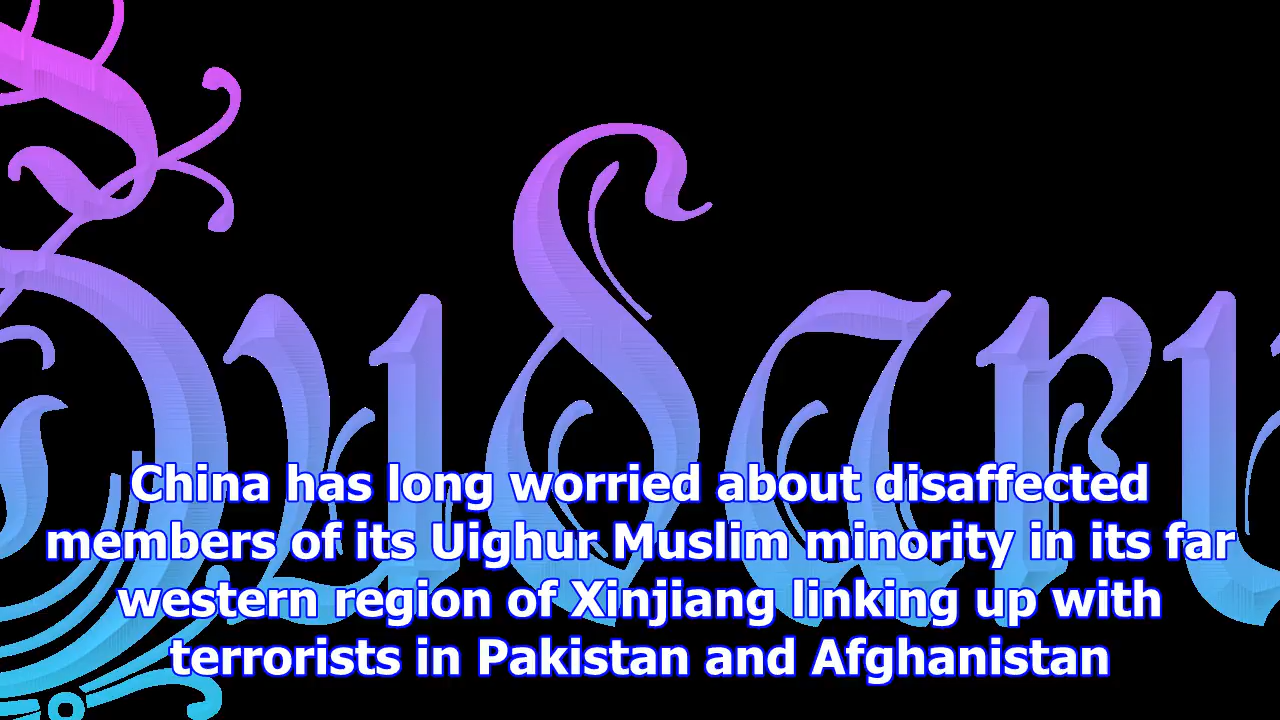 China has long worried about disaffected
members of its Uighur Muslim minority in its far
western region of Xinjiang linking up with
terrorists in Pakistan and Afghanistan